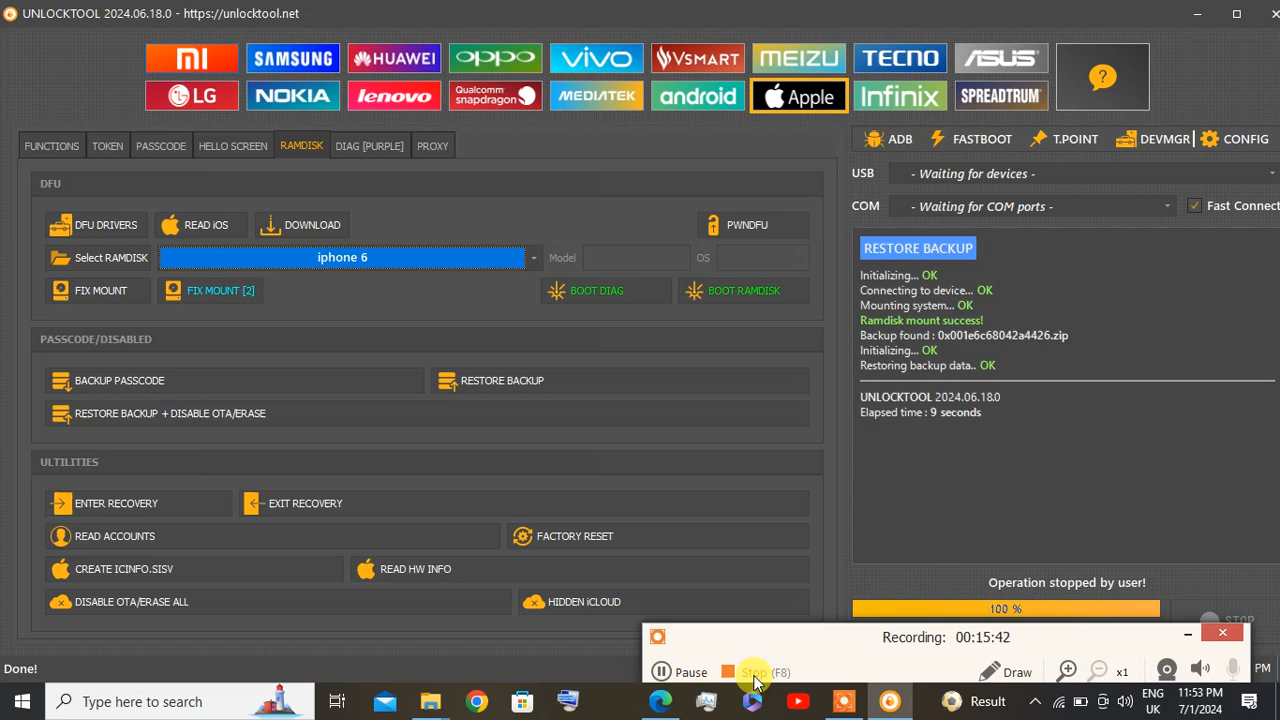 UNLOCKTOOL 2024.06.18.0 - https://unlocktool.net
MI SAMSUNG HUAWEI oppo vivo VSMART MEIZU TECNO ASUS ?
LG NOKIA lenovo Qualcomm snapdragon MEDIATEK android Apple Infinix SPREADTRUM
FUNCTIONS TOKEN PASSCODE HELLO SCREEN RAMDISK DIAG [PURPLE] PROXY
ADB FASTBOOT T.POINT DEVMGR CONFIG
DFU
USB - Waiting for devices -
COM - Waiting for COM ports - Fast Connect
DFU DRIVERS READ iOS DOWNLOAD PWNDFU
Select RAMDISK iphone 6 Model OS
FIX MOUNT FIX MOUNT [2] BOOT DIAG BOOT RAMDISK
PASSCODE/DISABLED
BACKUP PASSCODE RESTORE BACKUP
RESTORE BACKUP + DISABLE OTA/ERASE
ULTILITIES
ENTER RECOVERY EXIT RECOVERY
READ ACCOUNTS FACTORY RESET
CREATE ICINFO.SISV READ HW INFO
DISABLE OTA/ERASE ALL HIDDEN iCLOUD
RESTORE BACKUP
Initializing... OK
Connecting to device... OK
Mounting system... OK
Ramdisk mount success!
Backup found : 0x001e6c68042a4426.zip
Initializing... OK
Restoring backup data.. OK
UNLOCKTOOL 2024.06.18.0
Elapsed time : 9 seconds
Operation stopped by user!
100 % STOP
Recording: 00:15:42
Pause Stop (F8) Draw x1
Done! PM
Type here to search
Result ENG 11:53 PM
UK 7/1/2024